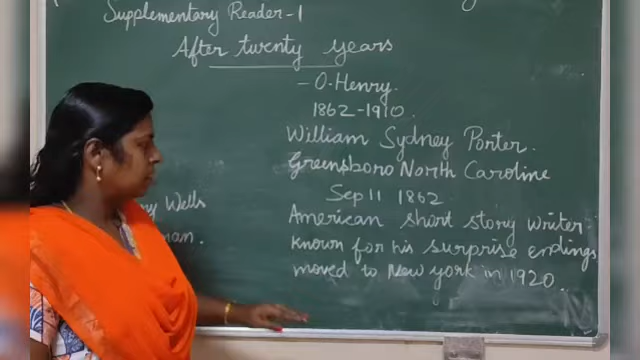 Supplementary Reader-1
After twenty years
- O-Henry.
1862-1910.
William Sydney Porter.
Greensboro North Caroline
Sep 11 1862
American short story writer
Wells
known for his surprise endings
moved to New york in 1920.